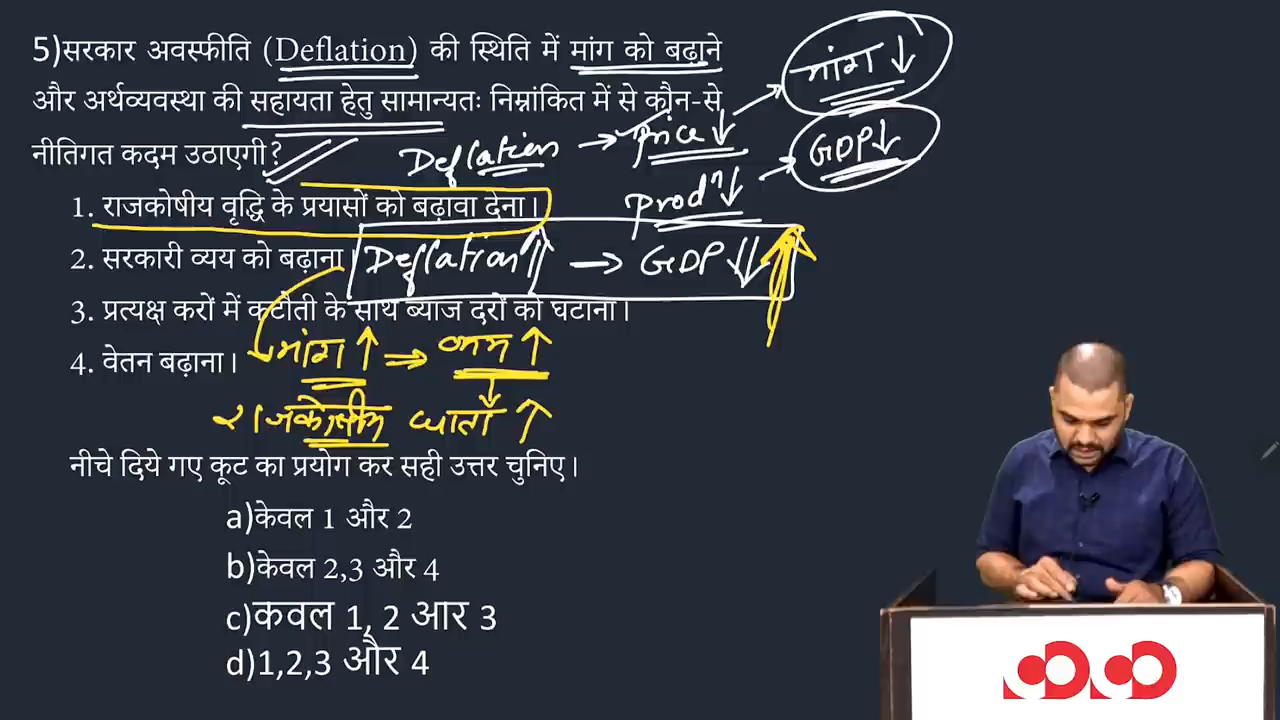 5)सरकार अवस्फीति (Deflation) की स्थिति में मांग को बढ़ाने
और अर्थव्यवस्था की सहायता हेतु सामान्यतः निम्नांकित में से कौन-से
नीतिगत कदम उठाएगी?
मांग ↓
Deflation → Price ↓
GDP ↓
Prodⁿ ↓
1. राजकोषीय वृद्धि के प्रयासों को बढ़ावा देना।
2. सरकारी व्यय को बढ़ाना। Deflation ⇑ → GDP ↓↓
3. प्रत्यक्ष करों में कटौती के साथ ब्याज दरों को घटाना।
4. वेतन बढ़ाना। मांग ↑ ⇒ व्यय ↑
राजकोषीय घाटा ↑
नीचे दिये गए कूट का प्रयोग कर सही उत्तर चुनिए।
a)केवल 1 और 2
b)केवल 2,3 और 4
c)कवल 1, 2 आर 3
d)1,2,3 और 4